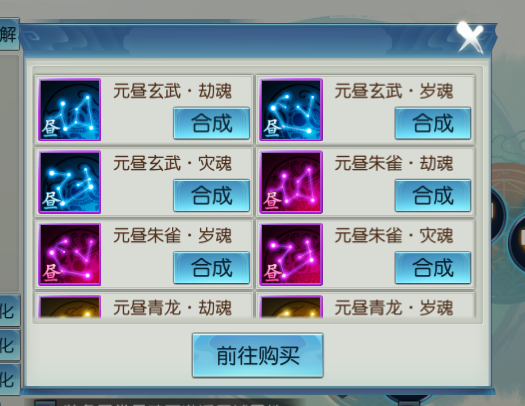 解
元昼玄武·劫魂
合成
昼
元昼玄武·岁魂
合成
昼
元昼玄武·灾魂
合成
昼
元昼朱雀·劫魂
合成
昼
元昼朱雀·岁魂
合成
昼
元昼朱雀·灾魂
合成
昼
元昼青龙·劫魂
元昼青龙·岁魂
化
化
化
前往购买